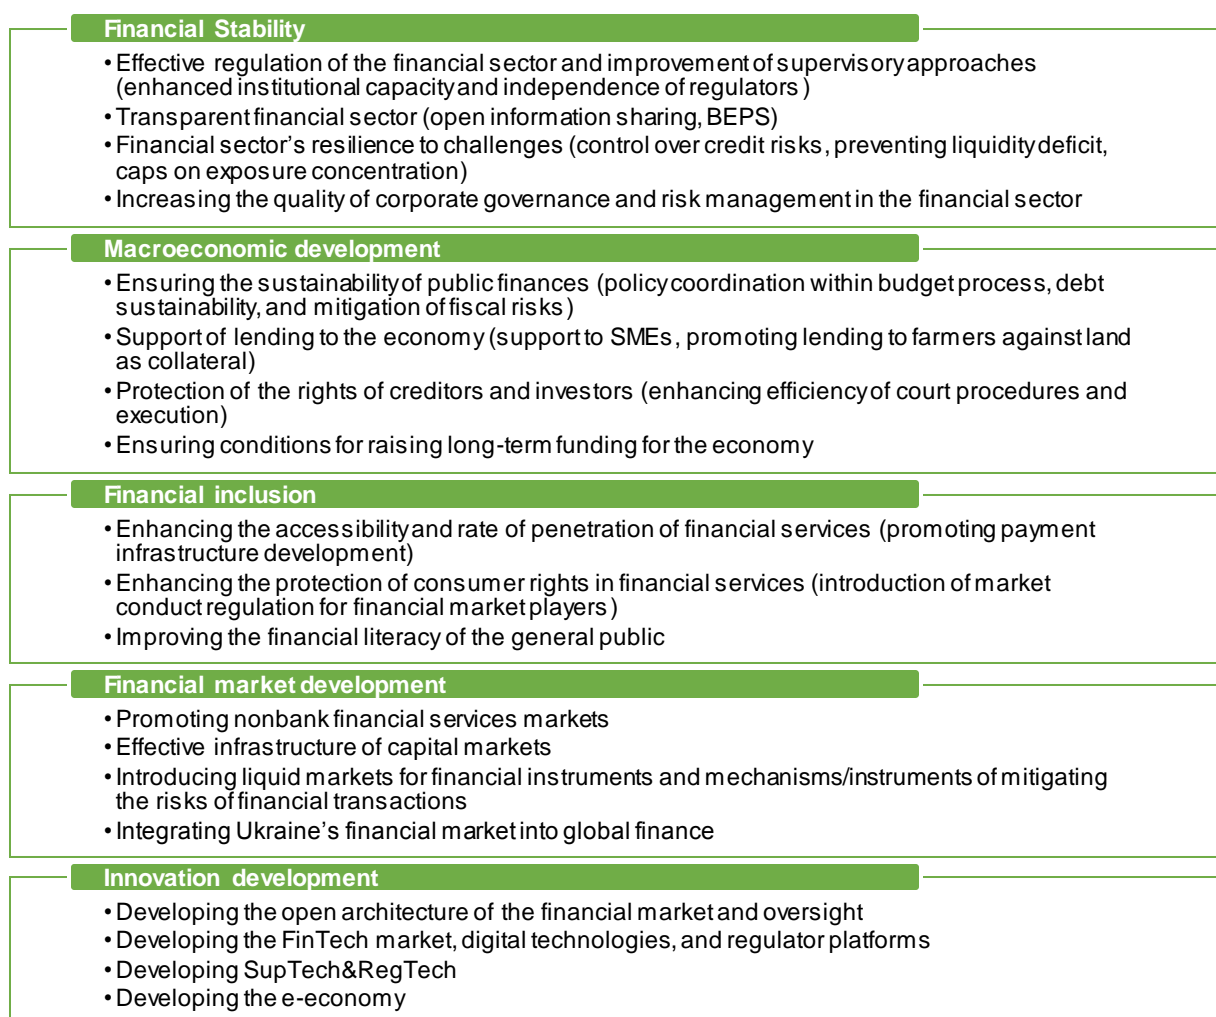 Financial Stability
• Effective regulation of the financial sector and improvement of supervisory approaches
(enhanced institutional capacity and independence of regulators)
• Transparent financial sector (open information sharing, BEPS)
• Financial sector’s resilience to challenges (control over credit risks, preventing liquidity deficit,
caps on exposure concentration)
• Increasing the quality of corporate governance and risk management in the financial sector
Macroeconomic development
• Ensuring the sustainability of public finances (policy coordination within budget process, debt
sustainability, and mitigation of fiscal risks)
• Support of lending to the economy (support to SMEs, promoting lending to farmers against land
as collateral)
• Protection of the rights of creditors and investors (enhancing efficiency of court procedures and
execution)
• Ensuring conditions for raising long-term funding for the economy
Financial inclusion
• Enhancing the accessibility and rate of penetration of financial services (promoting payment
infrastructure development)
• Enhancing the protection of consumer rights in financial services (introduction of market
conduct regulation for financial market players)
• Improving the financial literacy of the general public
Financial market development
• Promoting nonbank financial services markets
• Effective infrastructure of capital markets
• Introducing liquid markets for financial instruments and mechanisms/instruments of mitigating
the risks of financial transactions
• Integrating Ukraine’s financial market into global finance
Innovation development
• Developing the open architecture of the financial market and oversight
• Developing the FinTech market, digital technologies, and regulator platforms
• Developing SupTech&RegTech
• Developing the e-economy